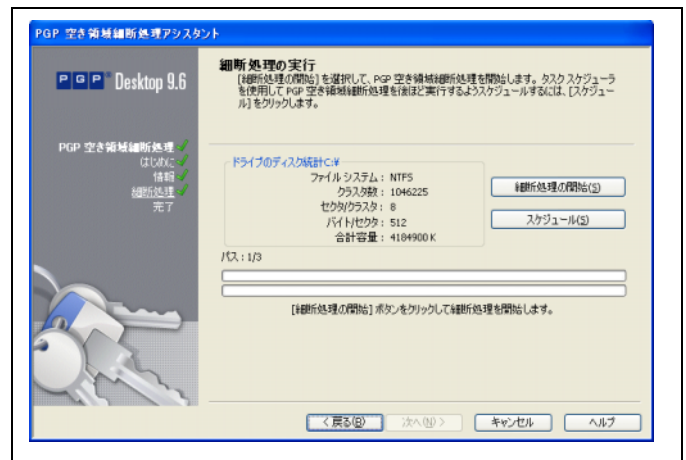 PGP 空き領域細断処理アシスタント
PGP Desktop 9.6
PGP 空き領域細断処理
はじめに
情報
細断処理
完了
細断処理の実行
[細断処理の開始] を選択して、PGP 空き領域細断処理を開始します。タスク スケジューラ
を使用して PGP 空き領域細断処理を後ほど実行するようスケジュールするには、[スケジュー
ル] をクリックします。
ドライブのディスク統計C:¥
ファイル システム : NTFS
クラスタ数 : 1046225
セクタ/クラスタ : 8
バイト/セクタ : 512
合計容量 : 4184900 K
細断処理の開始(S)
スケジュール(S)
パス : 1/3
[細断処理の開始] ボタンをクリックして細断処理を開始します。
< 戻る(B)
次へ(N) >
キャンセル
ヘルプ